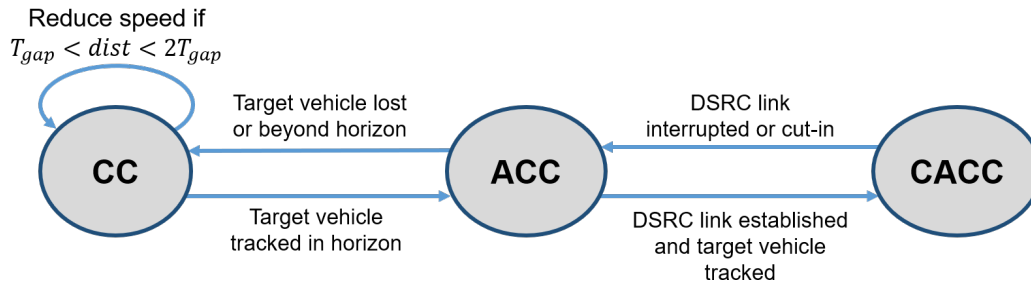 Reduce speed if
T_gap < dist < 2T_gap
Target vehicle lost
or beyond horizon
DSRC link
interrupted or cut-in
CC
ACC
CACC
Target vehicle
tracked in horizon
DSRC link established
and target vehicle
tracked